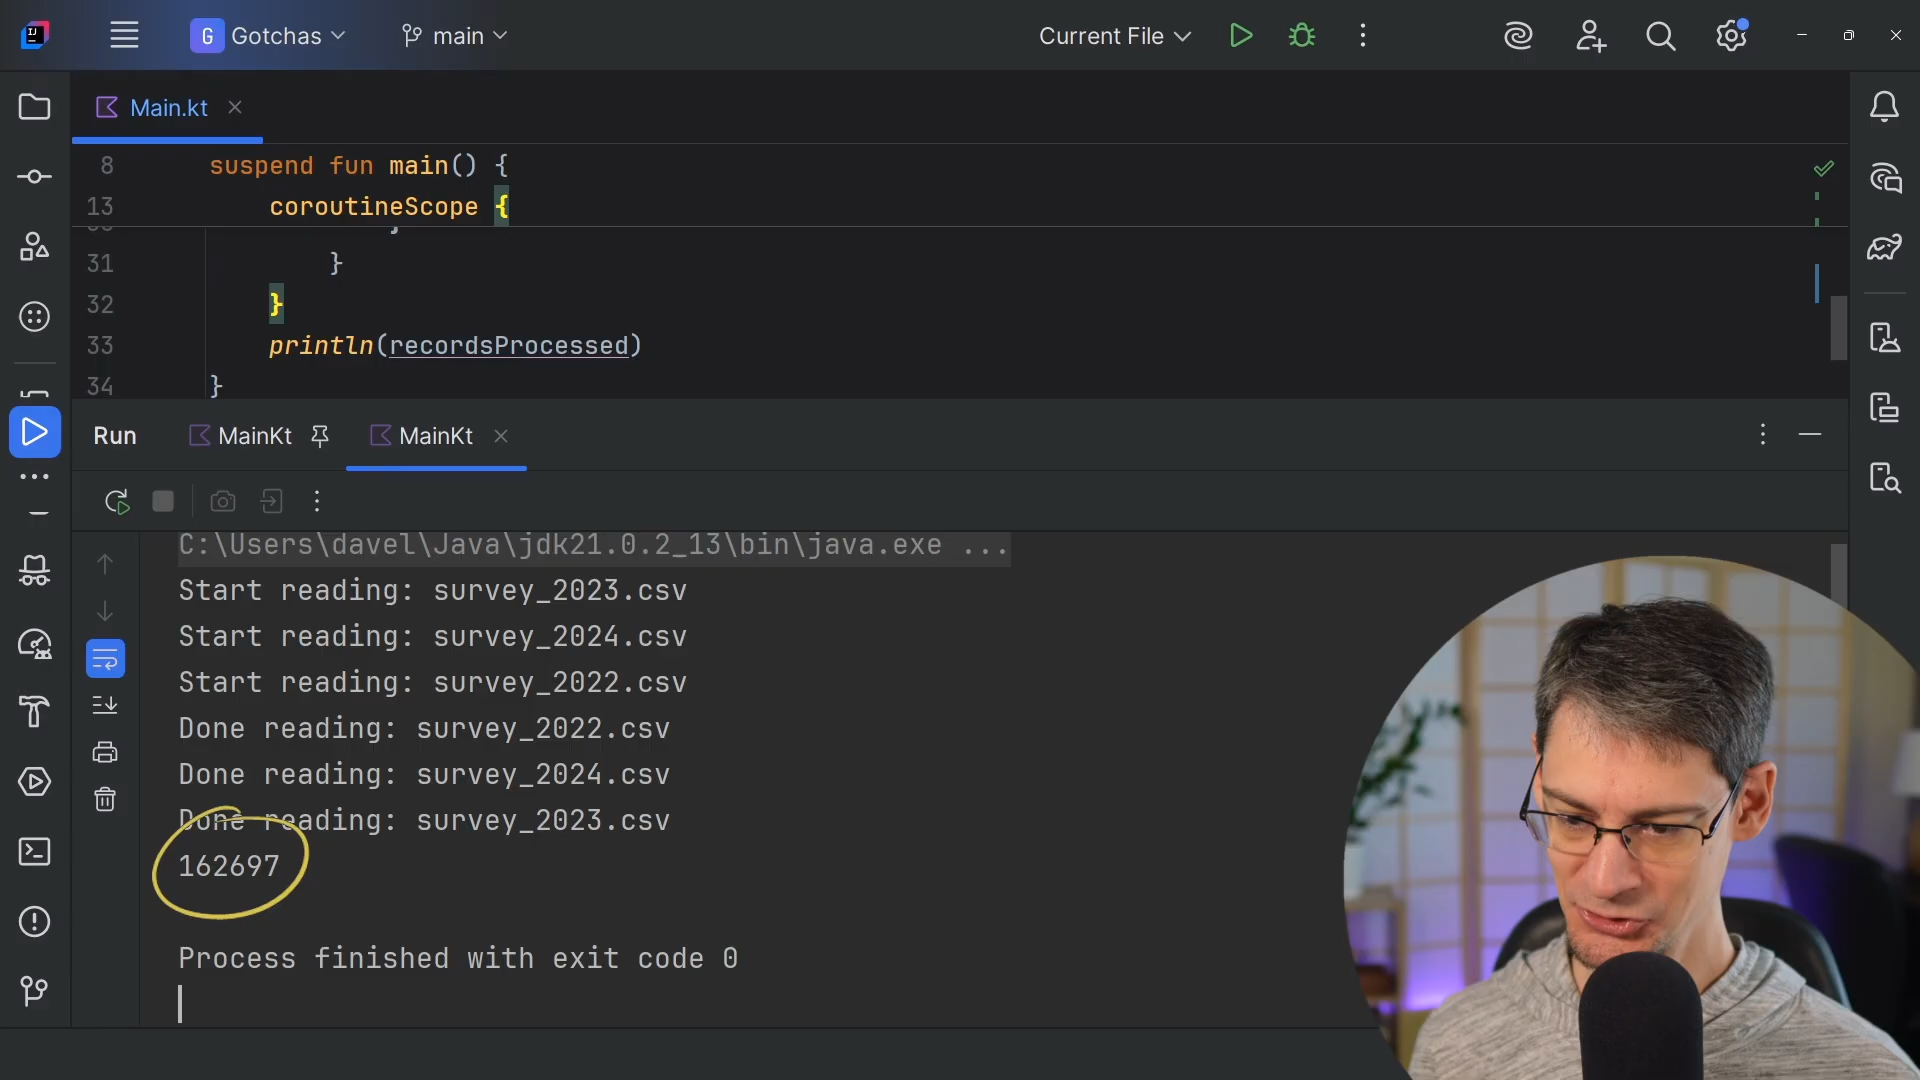 G Gotchas
main
Current File
Main.kt
8 suspend fun main() {
13 coroutineScope {
31 }
32 }
33 println(recordsProcessed)
34 }
Run
MainKt
MainKt
C:\Users\davel\Java\jdk21.0.2_13\bin\java.exe ...
Start reading: survey_2023.csv
Start reading: survey_2024.csv
Start reading: survey_2022.csv
Done reading: survey_2022.csv
Done reading: survey_2024.csv
Done reading: survey_2023.csv
162697
Process finished with exit code 0